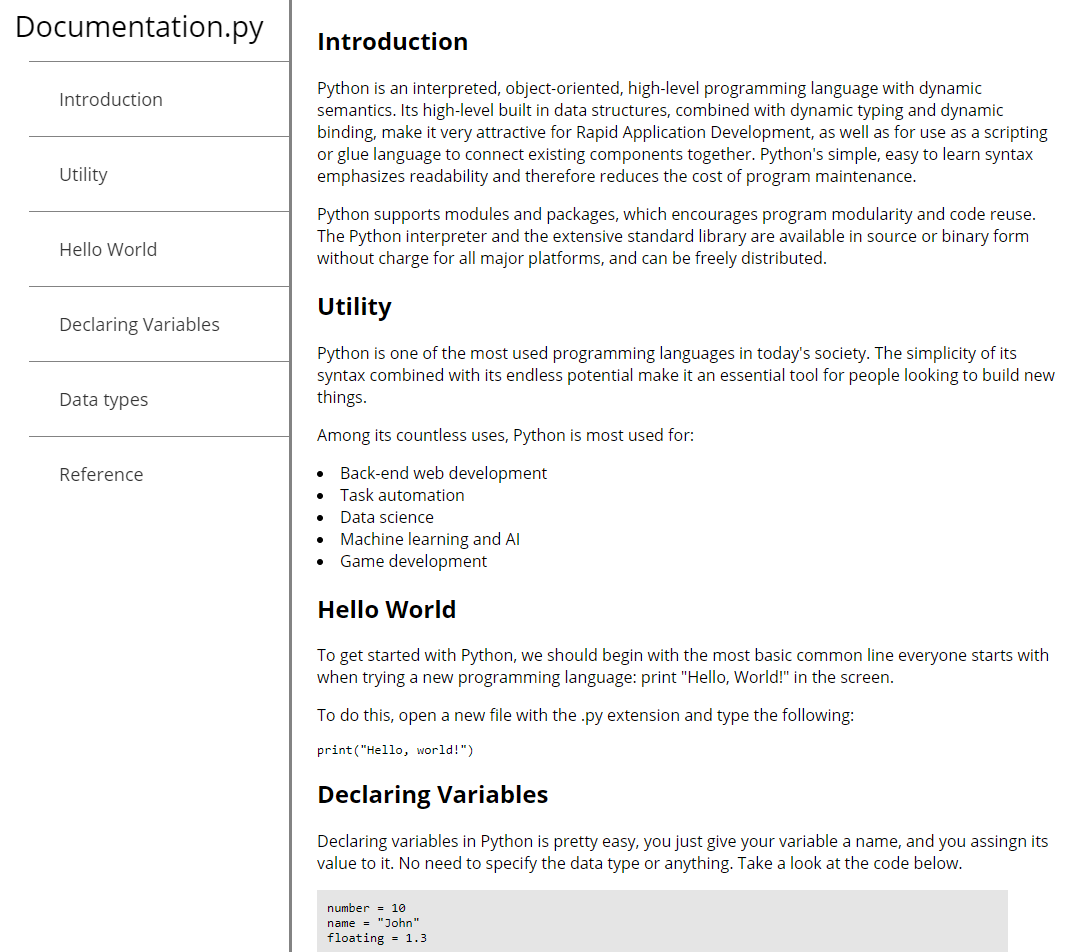 Documentation.py
Introduction
Utility
Hello World
Declaring Variables
Data types
Reference
Introduction
Python is an interpreted, object-oriented, high-level programming language with dynamic
semantics. Its high-level built in data structures, combined with dynamic typing and dynamic
binding, make it very attractive for Rapid Application Development, as well as for use as a scripting
or glue language to connect existing components together. Python's simple, easy to learn syntax
emphasizes readability and therefore reduces the cost of program maintenance.
Python supports modules and packages, which encourages program modularity and code reuse.
The Python interpreter and the extensive standard library are available in source or binary form
without charge for all major platforms, and can be freely distributed.
Utility
Python is one of the most used programming languages in today's society. The simplicity of its
syntax combined with its endless potential make it an essential tool for people looking to build new
things.
Among its countless uses, Python is most used for:
• Back-end web development
• Task automation
• Data science
• Machine learning and AI
• Game development
Hello World
To get started with Python, we should begin with the most basic common line everyone starts with
when trying a new programming language: print "Hello, World!" in the screen.
To do this, open a new file with the .py extension and type the following:
print("Hello, world!")
Declaring Variables
Declaring variables in Python is pretty easy, you just give your variable a name, and you assingn its
value to it. No need to specify the data type or anything. Take a look at the code below.
number = 10
name = "John"
floating = 1.3